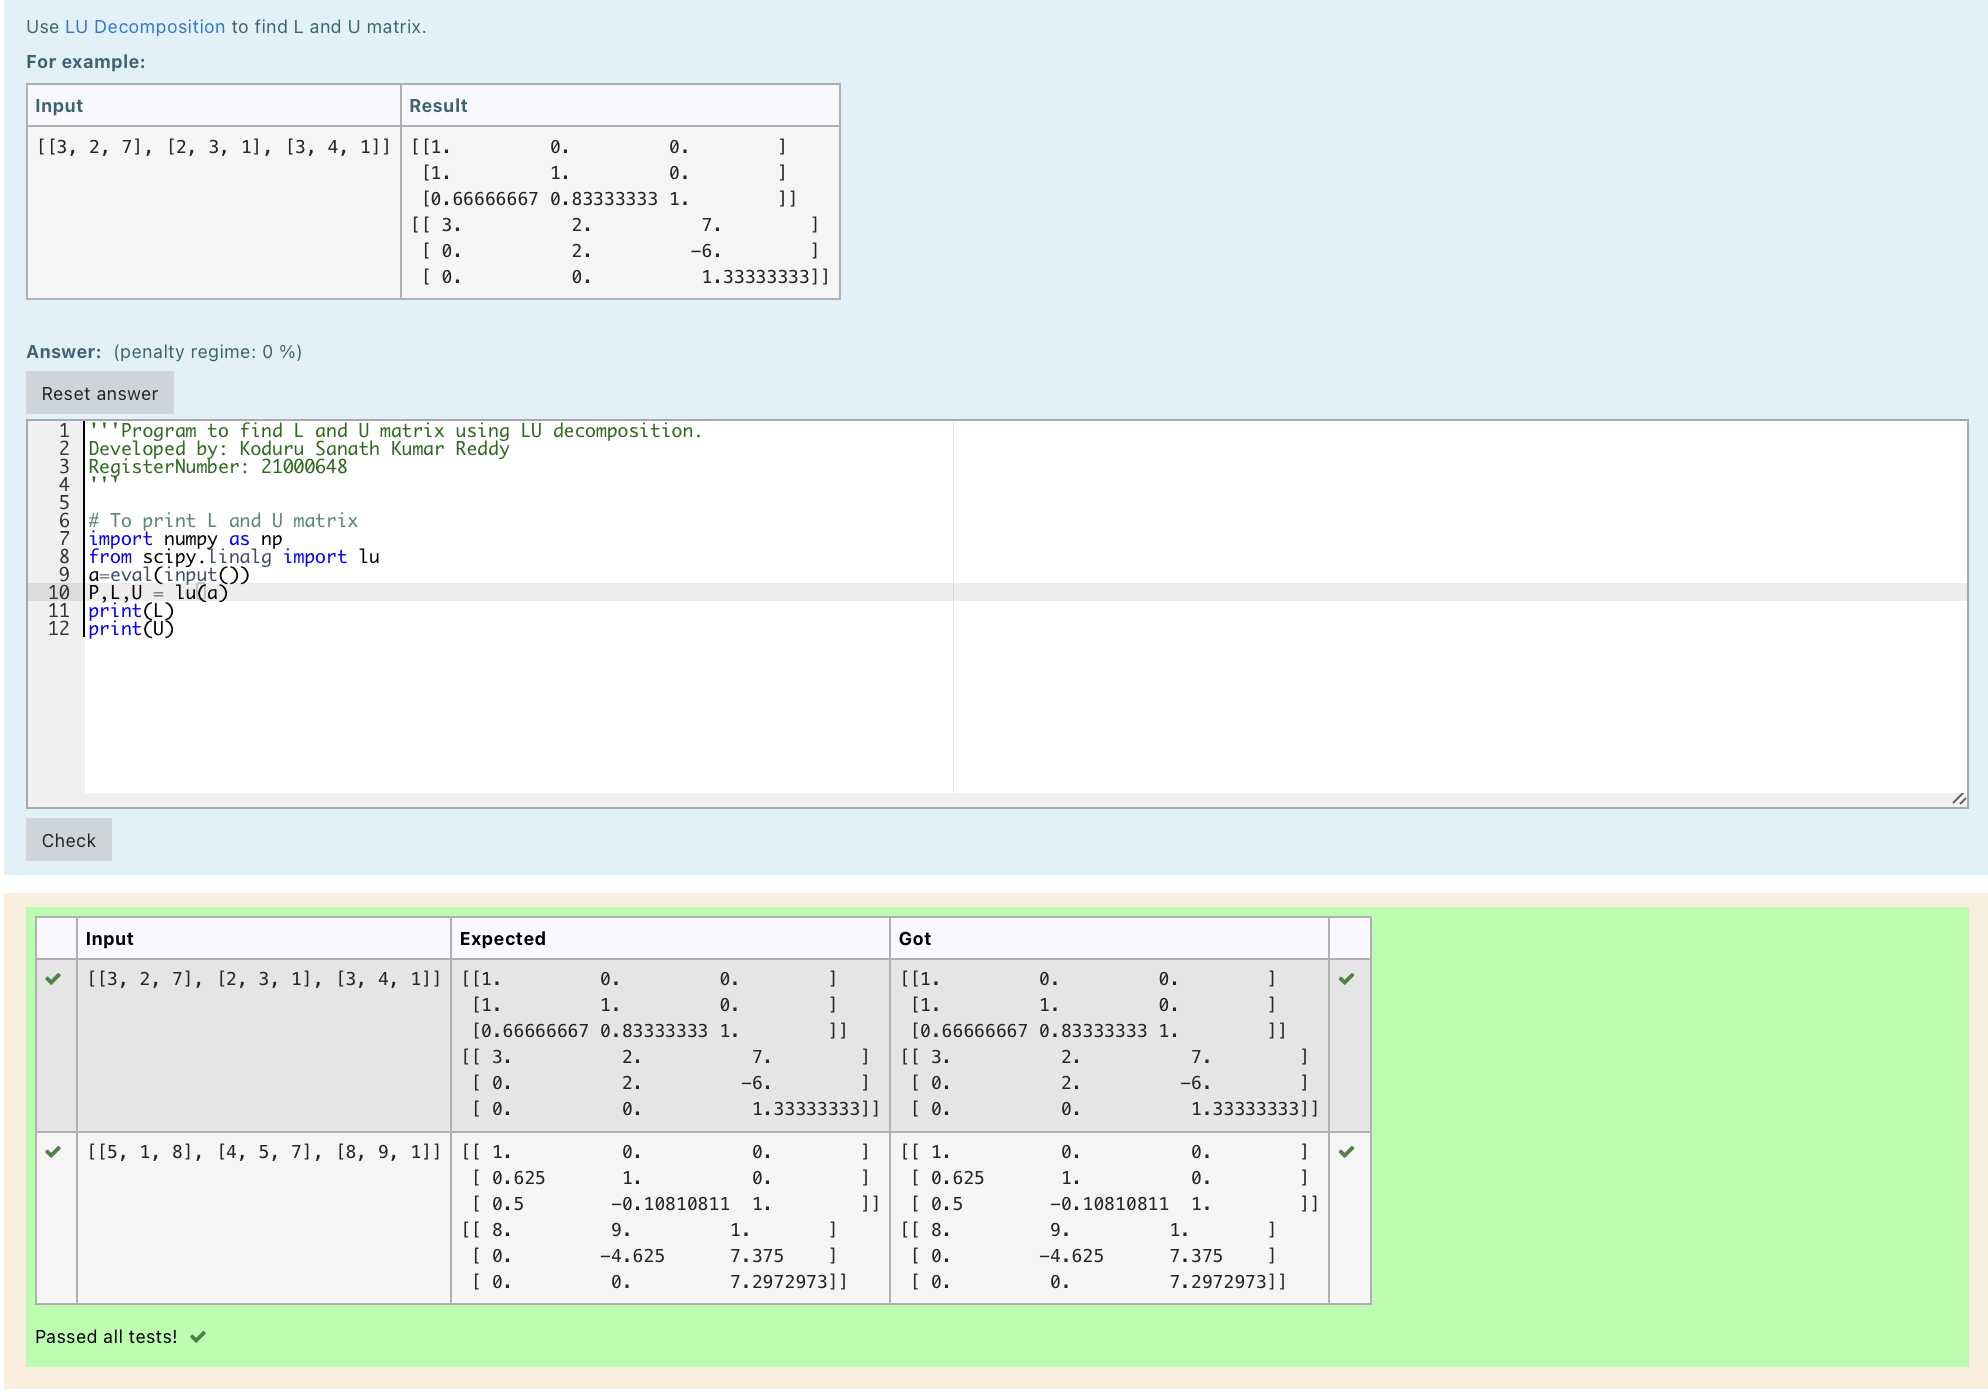 Use LU Decomposition to find L and U matrix.
For example:
Input Result
[[3, 2, 7], [2, 3, 1], [3, 4, 1]] [[1.         0.         0.        ]
 [1.         1.         0.        ]
 [0.66666667 0.83333333 1.        ]]
[[ 3.          2.          7.        ]
 [ 0.          2.         -6.        ]
 [ 0.          0.          1.33333333]]
Answer: (penalty regime: 0 %)
Reset answer
1 '''Program to find L and U matrix using LU decomposition.
2 Developed by: Koduru Sanath Kumar Reddy
3 RegisterNumber: 21000648
4 '''
5
6 # To print L and U matrix
7 import numpy as np
8 from scipy.linalg import lu
9 a=eval(input())
10 P,L,U = lu(a)
11 print(L)
12 print(U)
Check
Input Expected Got
[[3, 2, 7], [2, 3, 1], [3, 4, 1]] [[1.         0.         0.        ] [[1.         0.         0.        ]
 [1.         1.         0.        ]  [1.         1.         0.        ]
 [0.66666667 0.83333333 1.        ]]  [0.66666667 0.83333333 1.        ]]
[[ 3.          2.          7.        ] [[ 3.          2.          7.        ]
 [ 0.          2.         -6.        ]  [ 0.          2.         -6.        ]
 [ 0.          0.          1.33333333]]  [ 0.          0.          1.33333333]]
[[5, 1, 8], [4, 5, 7], [8, 9, 1]] [[ 1.          0.          0.        ] [[ 1.          0.          0.        ]
 [ 0.625       1.          0.        ]  [ 0.625       1.          0.        ]
 [ 0.5        -0.10810811  1.        ]]  [ 0.5        -0.10810811  1.        ]]
[[ 8.         9.         1.       ] [[ 8.         9.         1.       ]
 [ 0.        -4.625      7.375    ]  [ 0.        -4.625      7.375    ]
 [ 0.         0.         7.2972973]]  [ 0.         0.         7.2972973]]
Passed all tests!